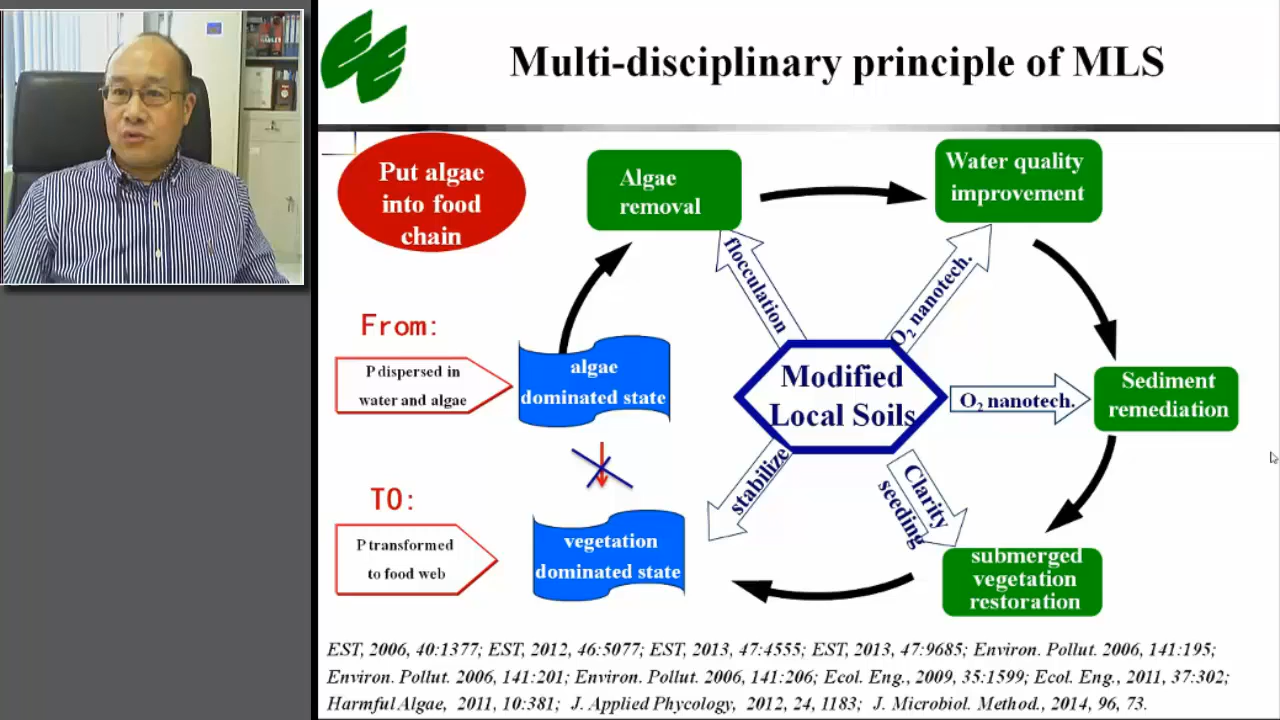 Multi-disciplinary principle of MLS
Put algae
into food
chain
Algae
removal
Water quality
improvement
flocculation
O2 nanotech.
From:
P dispersed in
water and algae
algae
dominated state
Modified
Local Soils
O2 nanotech.
Sediment
remediation
stabilize
Clarity
seeding
TO:
P transformed
to food web
vegetation
dominated state
submerged
vegetation
restoration
EST, 2006, 40:1377; EST, 2012, 46:5077; EST, 2013, 47:4555; EST, 2013, 47:9685; Environ. Pollut. 2006, 141:195;
Environ. Pollut. 2006, 141:201; Environ. Pollut. 2006, 141:206; Ecol. Eng., 2009, 35:1599; Ecol. Eng., 2011, 37:302;
Harmful Algae, 2011, 10:381; J. Applied Phycology, 2012, 24, 1183; J. Microbiol. Method., 2014, 96, 73.